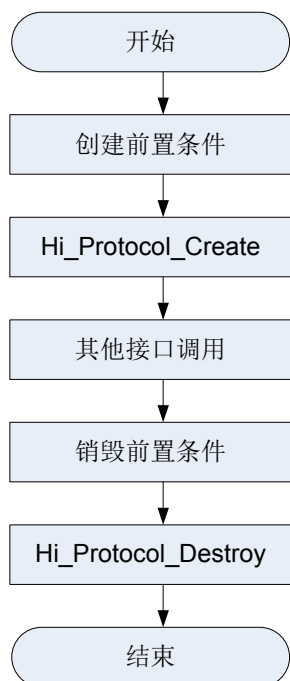 开始
创建前置条件
Hi_Protocol_Create
其他接口调用
销毁前置条件
Hi_Protocol_Destroy
结束